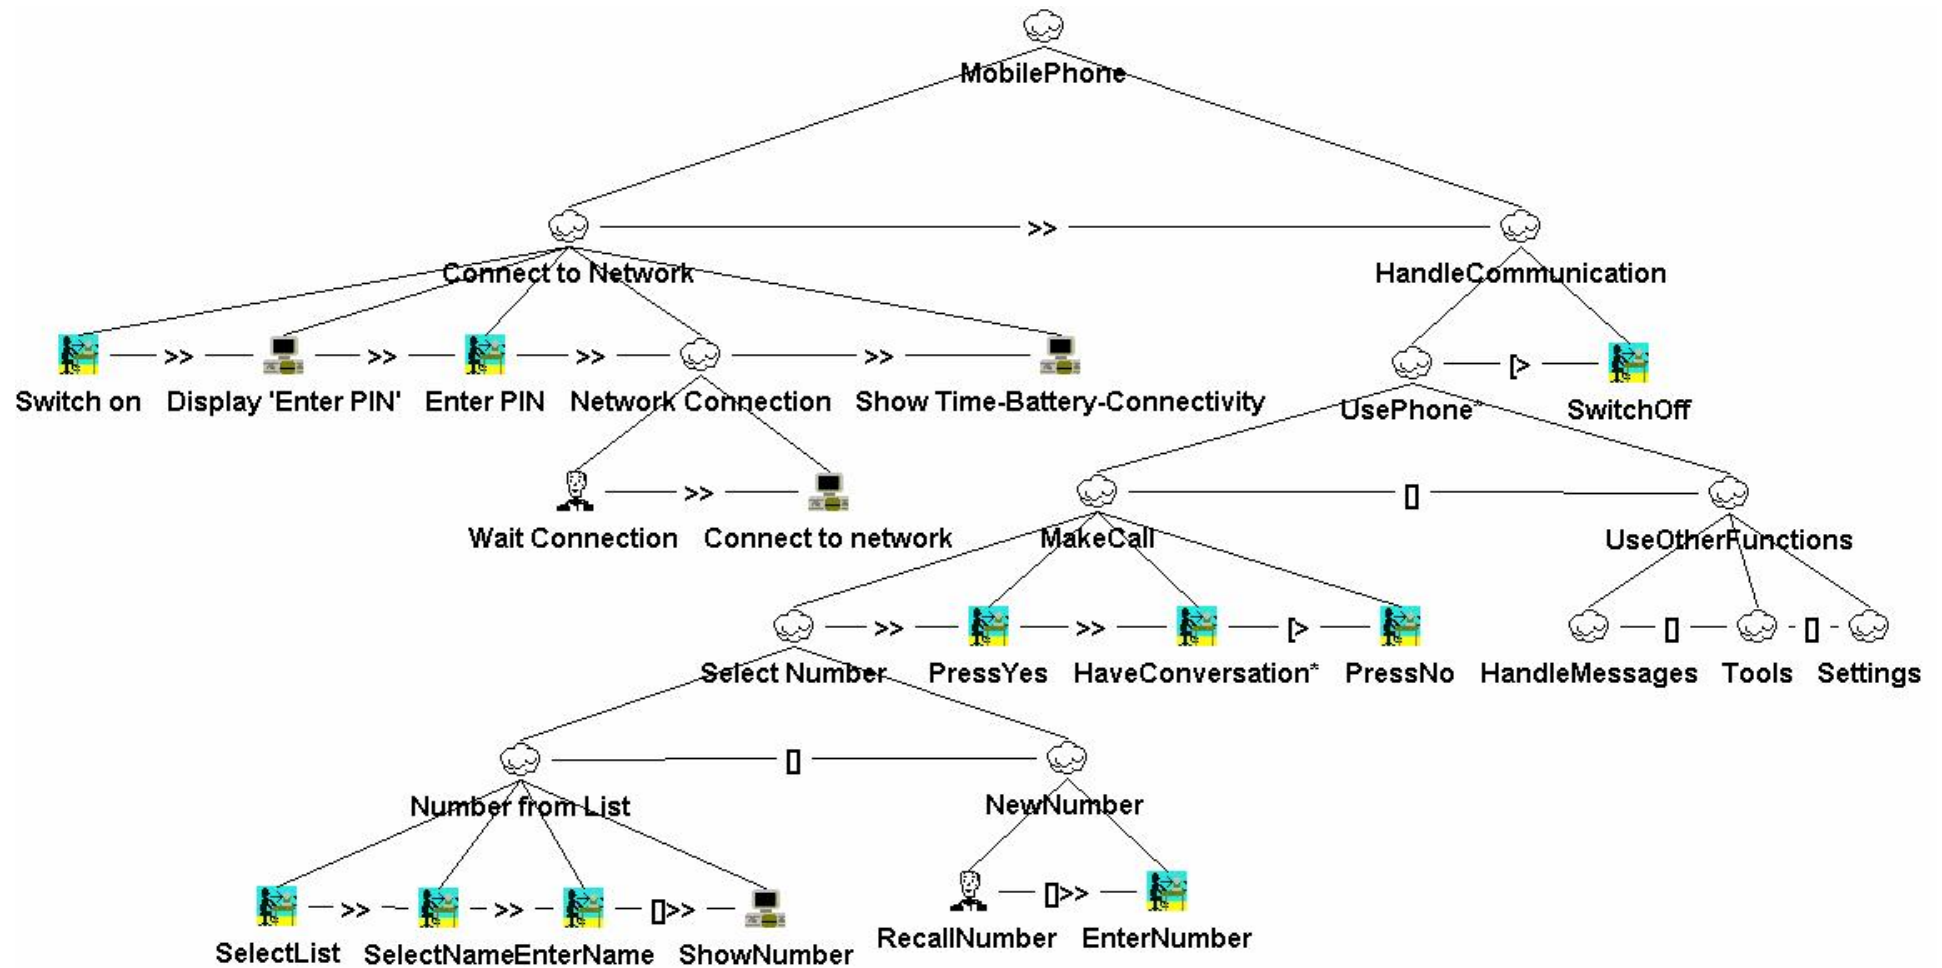 MobilePhone
>>
Connect to Network
HandleCommunication
>> >> >> >> [>
Switch on Display 'Enter PIN' Enter PIN Network Connection Show Time-Battery-Connectivity
UsePhone* SwitchOff
>> []
Wait Connection Connect to network MakeCall UseOtherFunctions
>> >> [> [] []
Select Number PressYes HaveConversation* PressNo HandleMessages Tools Settings
[]
Number from List NewNumber
>> >> []>> []>>
RecallNumber EnterNumber
SelectList SelectName EnterName ShowNumber